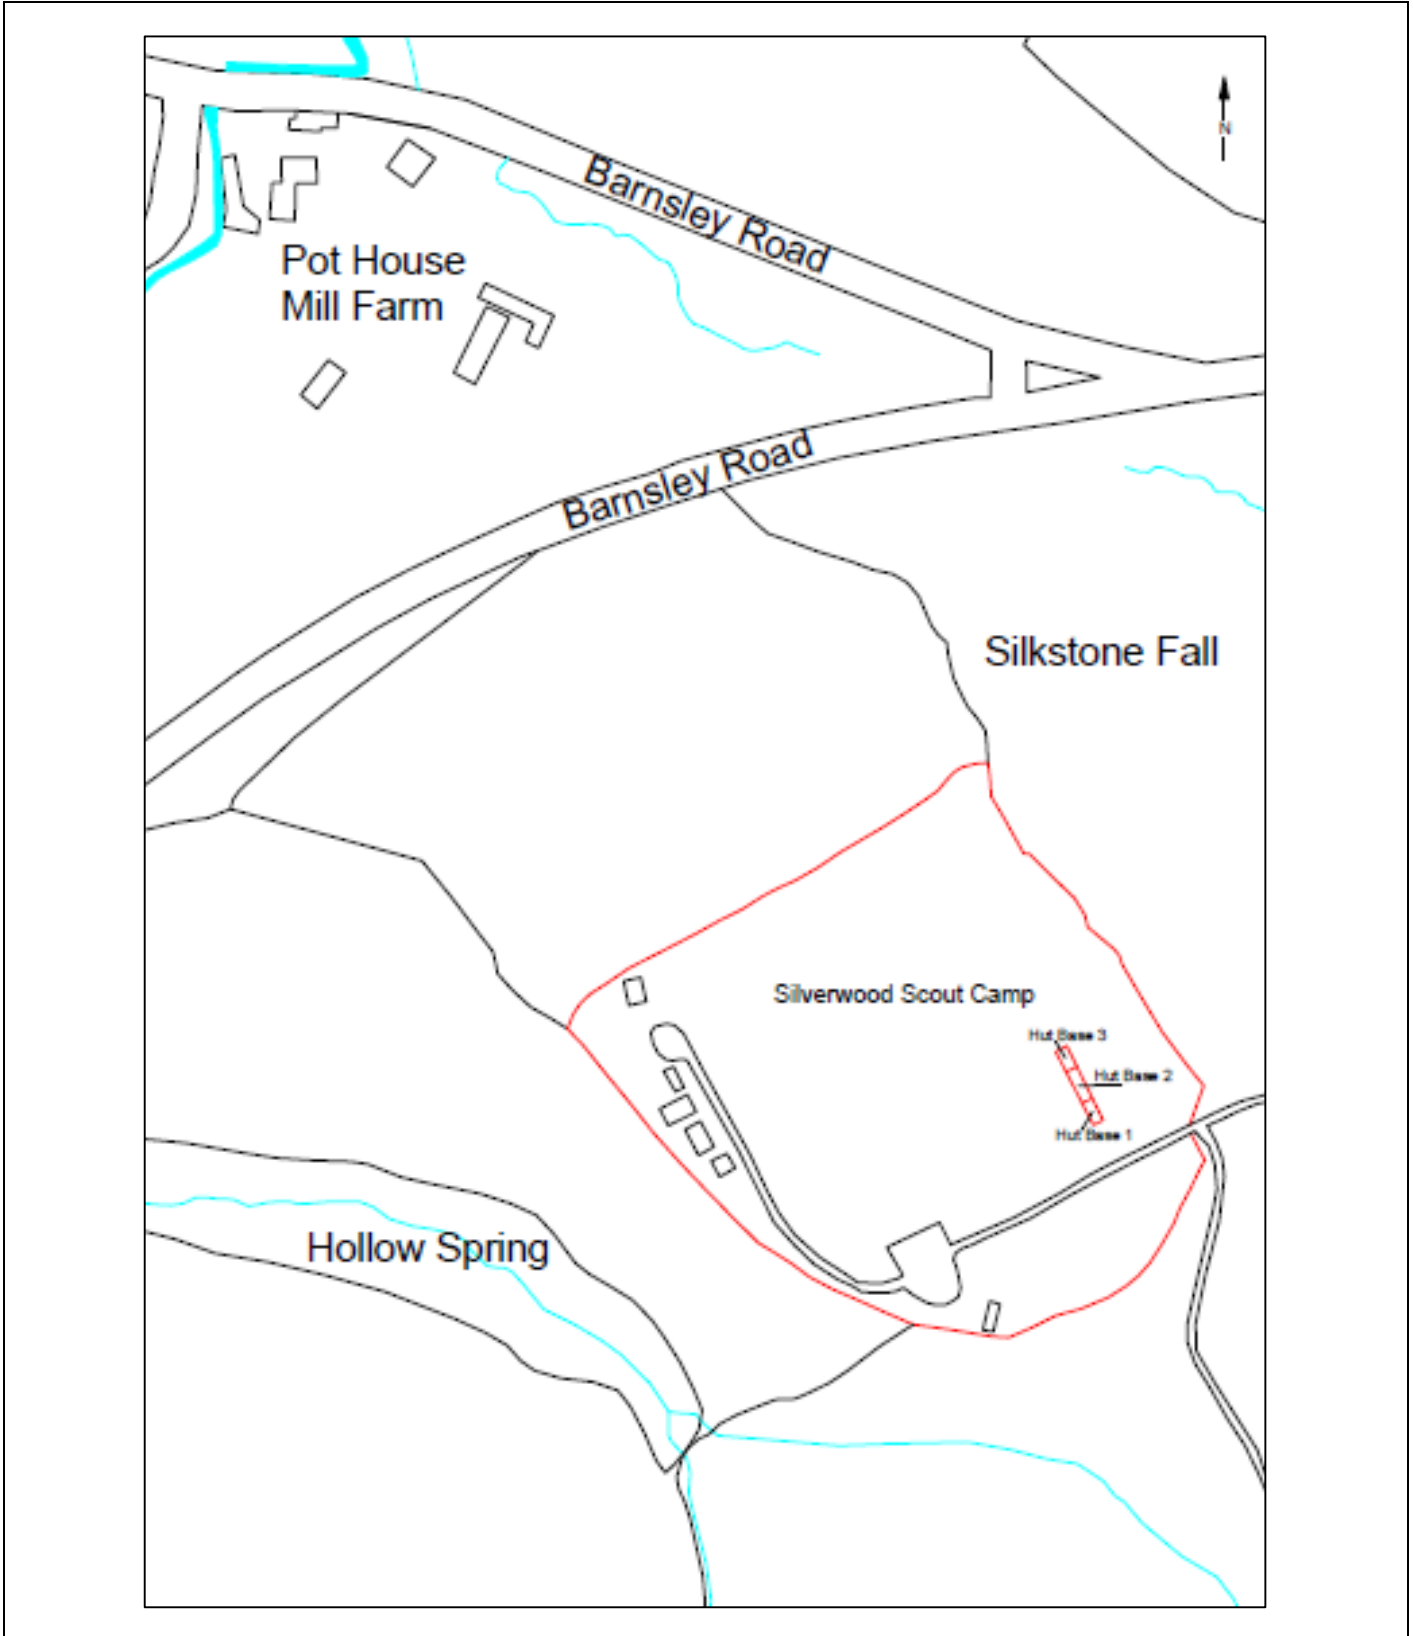 N
Barnsley Road
Pot House
Mill Farm
Barnsley Road
Silkstone Fall
Silverwood Scout Camp
Hut Base 3
Hut Base 2
Hut Base 1
Hollow Spring